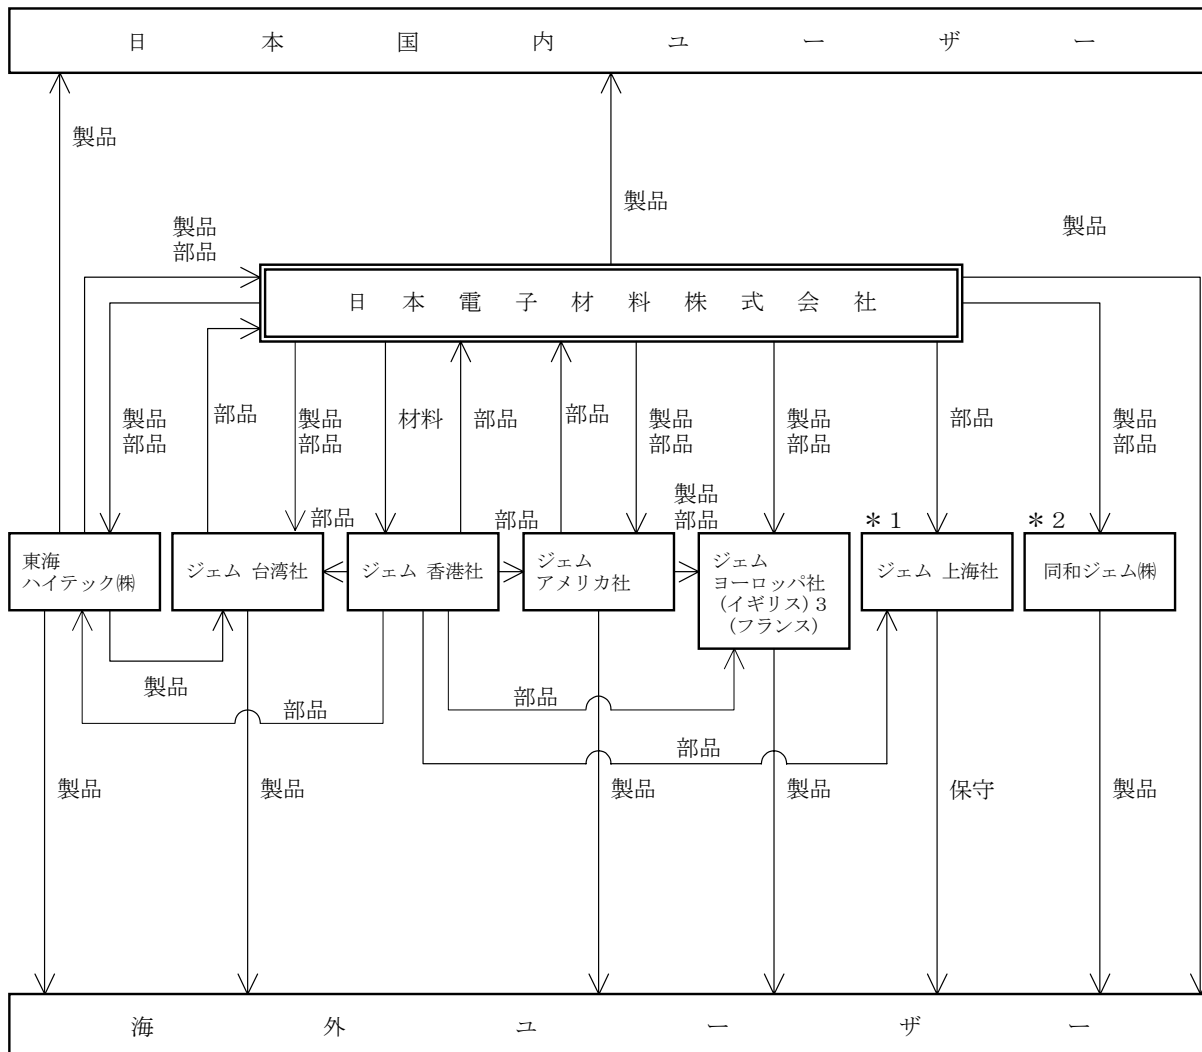 日本国内ユーザー
製品
製品
製品
部品
製品
日本電子材料株式会社
製品
部品
部品
製品
部品
材料
部品
部品
製品
部品
製品
部品
部品
製品
部品
部品
部品
製品
部品
＊1
＊2
東海
ハイテック㈱
ジェム 台湾社
ジェム 香港社
ジェム
アメリカ社
ジェム
ヨーロッパ社
(イギリス) 3
(フランス)
ジェム 上海社
同和ジェム㈱
製品
部品
部品
部品
製品
製品
製品
製品
保守
製品
海外ユーザー